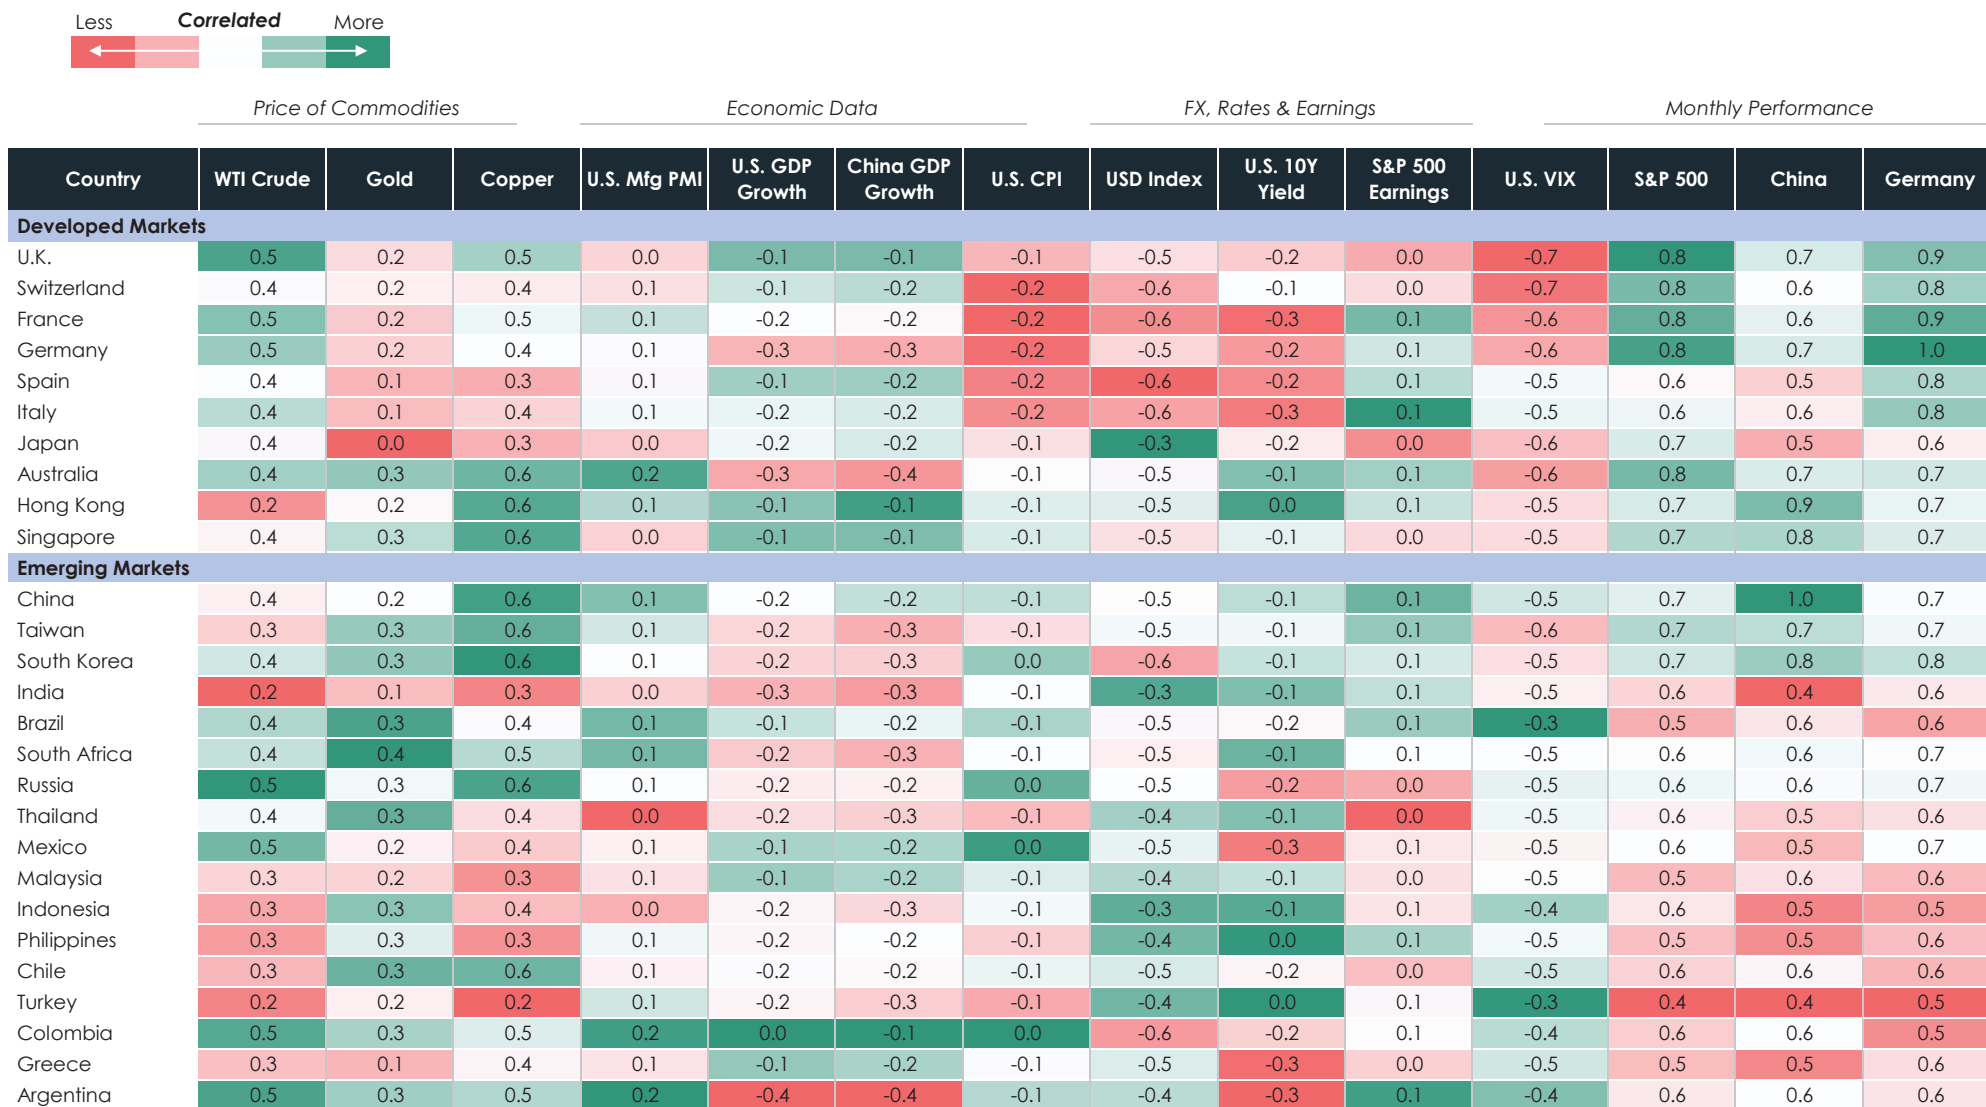 Less Correlated More
Price of Commodities Economic Data FX, Rates & Earnings Monthly Performance
Country WTI Crude Gold Copper U.S. Mfg PMI U.S. GDP Growth China GDP Growth U.S. CPI USD Index U.S. 10Y Yield S&P 500 Earnings U.S. VIX S&P 500 China Germany
Developed Markets
U.K. 0.5 0.2 0.5 0.0 -0.1 -0.1 -0.1 -0.5 -0.2 0.0 -0.7 0.8 0.7 0.9
Switzerland 0.4 0.2 0.4 0.1 -0.1 -0.2 -0.2 -0.6 -0.1 0.0 -0.7 0.8 0.6 0.8
France 0.5 0.2 0.5 0.1 -0.2 -0.2 -0.2 -0.6 -0.3 0.1 -0.6 0.8 0.6 0.9
Germany 0.5 0.2 0.4 0.1 -0.3 -0.3 -0.2 -0.5 -0.2 0.1 -0.6 0.8 0.7 1.0
Spain 0.4 0.1 0.3 0.1 -0.1 -0.2 -0.2 -0.6 -0.2 0.1 -0.5 0.6 0.5 0.8
Italy 0.4 0.1 0.4 0.1 -0.2 -0.2 -0.2 -0.6 -0.3 0.1 -0.5 0.6 0.6 0.8
Japan 0.4 0.0 0.3 0.0 -0.2 -0.2 -0.1 -0.3 -0.2 0.0 -0.6 0.7 0.5 0.6
Australia 0.4 0.3 0.6 0.2 -0.3 -0.4 -0.1 -0.5 -0.1 0.1 -0.6 0.8 0.7 0.7
Hong Kong 0.2 0.2 0.6 0.1 -0.1 -0.1 -0.1 -0.5 0.0 0.1 -0.5 0.7 0.9 0.7
Singapore 0.4 0.3 0.6 0.0 -0.1 -0.1 -0.1 -0.5 -0.1 0.0 -0.5 0.7 0.8 0.7
Emerging Markets
China 0.4 0.2 0.6 0.1 -0.2 -0.2 -0.1 -0.5 -0.1 0.1 -0.5 0.7 1.0 0.7
Taiwan 0.3 0.3 0.6 0.1 -0.2 -0.3 -0.1 -0.5 -0.1 0.1 -0.6 0.7 0.7 0.7
South Korea 0.4 0.3 0.6 0.1 -0.2 -0.3 0.0 -0.6 -0.1 0.1 -0.5 0.7 0.8 0.8
India 0.2 0.1 0.3 0.0 -0.3 -0.3 -0.1 -0.3 -0.1 0.1 -0.5 0.6 0.4 0.6
Brazil 0.4 0.3 0.4 0.1 -0.1 -0.2 -0.1 -0.5 -0.2 0.1 -0.3 0.5 0.6 0.6
South Africa 0.4 0.4 0.5 0.1 -0.2 -0.3 -0.1 -0.5 -0.1 0.1 -0.5 0.6 0.6 0.7
Russia 0.5 0.3 0.6 0.1 -0.2 -0.2 0.0 -0.5 -0.2 0.0 -0.5 0.6 0.6 0.7
Thailand 0.4 0.3 0.4 0.0 -0.2 -0.3 -0.1 -0.4 -0.1 0.0 -0.5 0.6 0.5 0.6
Mexico 0.5 0.2 0.4 0.1 -0.1 -0.2 0.0 -0.5 -0.3 0.1 -0.5 0.6 0.5 0.7
Malaysia 0.3 0.2 0.3 0.1 -0.1 -0.2 -0.1 -0.4 -0.1 0.0 -0.5 0.5 0.6 0.6
Indonesia 0.3 0.3 0.4 0.0 -0.2 -0.3 -0.1 -0.3 -0.1 0.1 -0.4 0.6 0.5 0.5
Philippines 0.3 0.3 0.3 0.1 -0.2 -0.2 -0.1 -0.4 0.0 0.1 -0.5 0.5 0.5 0.6
Chile 0.3 0.3 0.6 0.1 -0.2 -0.2 -0.1 -0.5 -0.2 0.0 -0.5 0.6 0.6 0.6
Turkey 0.2 0.2 0.2 0.1 -0.2 -0.3 -0.1 -0.4 0.0 0.1 -0.3 0.4 0.4 0.5
Colombia 0.5 0.3 0.5 0.2 0.0 -0.1 0.0 -0.6 -0.2 0.1 -0.4 0.6 0.6 0.5
Greece 0.3 0.1 0.4 0.1 -0.1 -0.2 -0.1 -0.5 -0.3 0.0 -0.5 0.5 0.5 0.6
Argentina 0.5 0.3 0.5 0.2 -0.4 -0.4 -0.1 -0.4 -0.3 0.1 -0.4 0.6 0.6 0.6